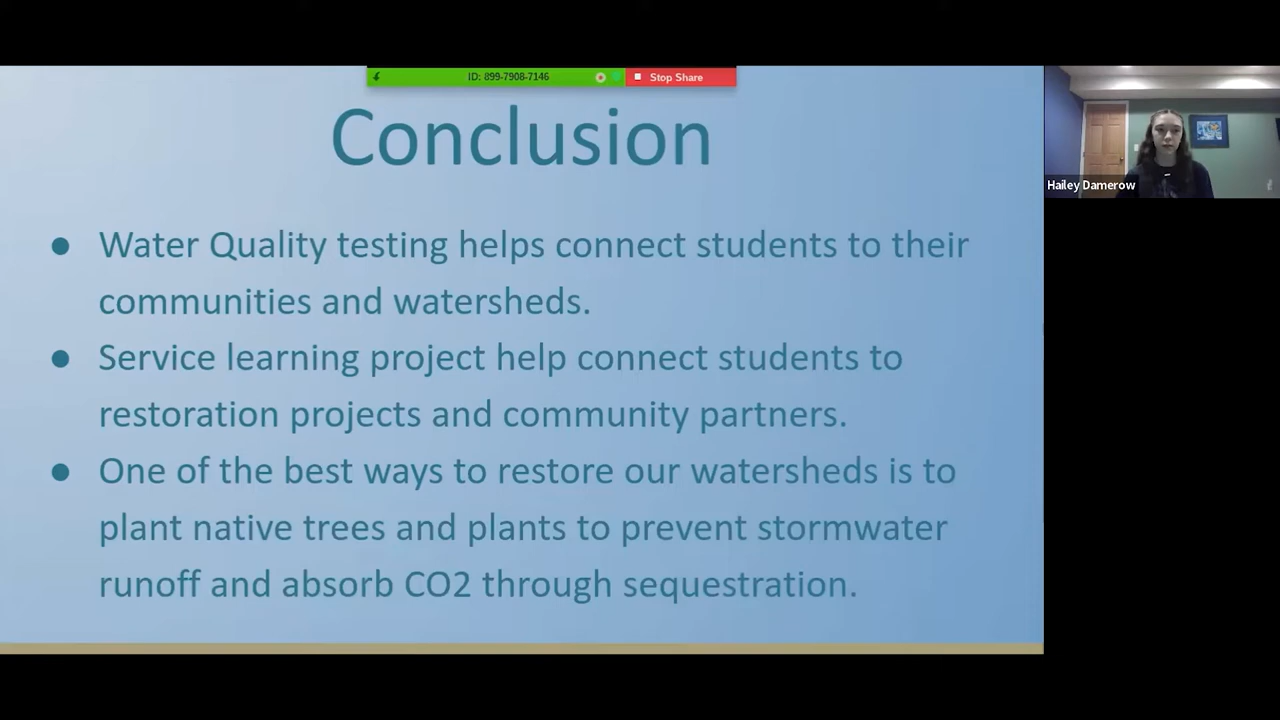 ID: 899-7908-7146
Stop Share
Conclusion
Hailey Damerow
● Water Quality testing helps connect students to their
communities and watersheds.
● Service learning project help connect students to
restoration projects and community partners.
● One of the best ways to restore our watersheds is to
plant native trees and plants to prevent stormwater
runoff and absorb CO2 through sequestration.